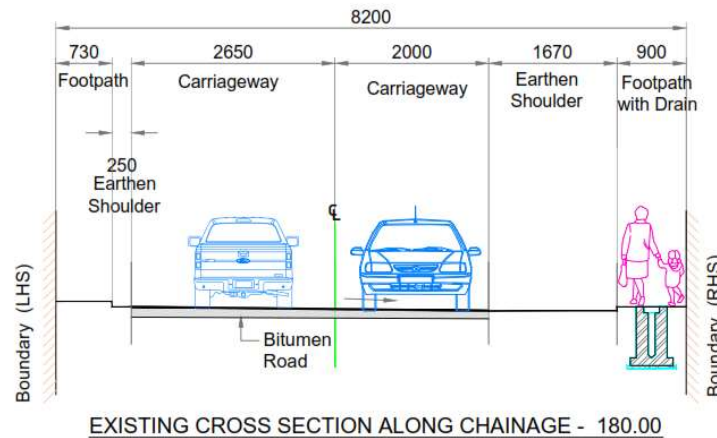 8200
730
2650
2000
1670
900
Footpath
Carriageway
Carriageway
Earthen
Shoulder
Footpath
with Drain
250
Earthen
Shoulder
℄
Boundary (LHS)
Boundary (RHS)
Bitumen
Road
EXISTING CROSS SECTION ALONG CHAINAGE - 180.00